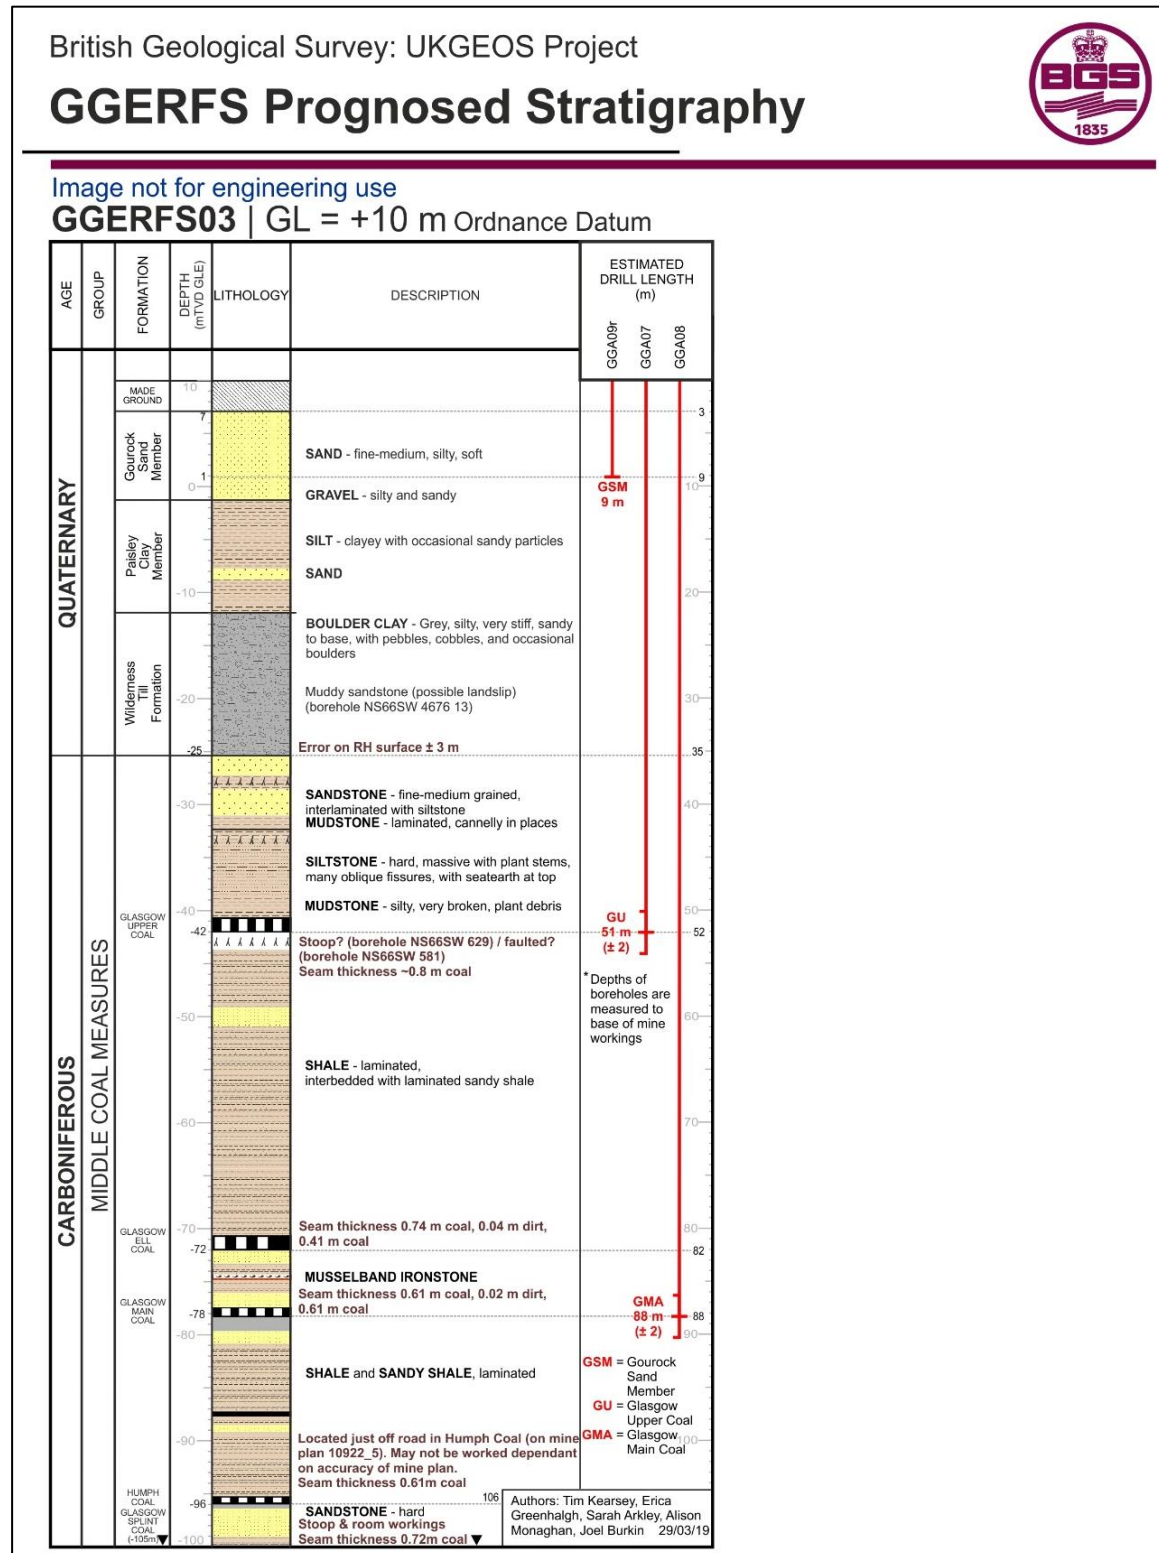 British Geological Survey: UKGEOS Project
GGERFS Prognosed Stratigraphy
BGS
1835
Image not for engineering use
GGERFS03 | GL = +10 m Ordnance Datum
AGE
GROUP
FORMATION
DEPTH
(mTVD GLE)
LITHOLOGY
DESCRIPTION
ESTIMATED
DRILL LENGTH
(m)
GGA09r
GGA07
GGA08
QUATERNARY
CARBONIFEROUS
MIDDLE COAL MEASURES
MADE
GROUND
Gourock
Sand
Member
Paisley
Clay
Member
Wilderness
Till
Formation
GLASGOW
UPPER
COAL
GLASGOW
ELL
COAL
GLASGOW
MAIN
COAL
HUMPH
COAL
GLASGOW
SPLINT
COAL
(-105m)
10
7
1
0
-10
-20
-25
-30
-40
-42
-50
-60
-70
-72
-78
-80
-90
-96
-100
SAND - fine-medium, silty, soft
GRAVEL - silty and sandy
SILT - clayey with occasional sandy particles
SAND
BOULDER CLAY - Grey, silty, very stiff, sandy
to base, with pebbles, cobbles, and occasional
boulders
Muddy sandstone (possible landslip)
(borehole NS66SW 4676 13)
Error on RH surface ± 3 m
SANDSTONE - fine-medium grained,
interlaminated with siltstone
MUDSTONE - laminated, cannelly in places
SILTSTONE - hard, massive with plant stems,
many oblique fissures, with seatearth at top
MUDSTONE - silty, very broken, plant debris
Stoop? (borehole NS66SW 629) / faulted?
(borehole NS66SW 581)
Seam thickness ~0.8 m coal
SHALE - laminated,
interbedded with laminated sandy shale
Seam thickness 0.74 m coal, 0.04 m dirt,
0.41 m coal
MUSSELBAND IRONSTONE
Seam thickness 0.61 m coal, 0.02 m dirt,
0.61 m coal
SHALE and SANDY SHALE, laminated
Located just off road in Humph Coal (on mine
plan 10922_5). May not be worked dependant
on accuracy of mine plan.
Seam thickness 0.61m coal
SANDSTONE - hard
Stoop & room workings
Seam thickness 0.72m coal
3
9
10
20
30
35
40
50
52
60
70
80
82
88
90
100
106
GSM
9 m
GU
51 m
(± 2)
* Depths of
boreholes are
measured to
base of mine
workings
GMA
88 m
(± 2)
GSM = Gourock
Sand
Member
GU = Glasgow
Upper Coal
GMA = Glasgow
Main Coal
Authors: Tim Kearsey, Erica
Greenhalgh, Sarah Arkley, Alison
Monaghan, Joel Burkin 29/03/19